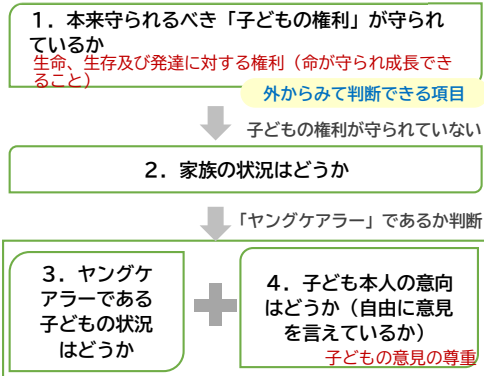 １．本来守られるべき「子どもの権利」が守られ
ているか
生命、生存及び発達に対する権利（命が守られ成長でき
ること）
外からみて判断できる項目
子どもの権利が守られていない
２．家族の状況はどうか
「ヤングケアラー」であるか判断
３．ヤングケ
アラーである
子どもの状況
はどうか
４．子ども本人の意向
はどうか（自由に意見
を言えているか）
子どもの意見の尊重